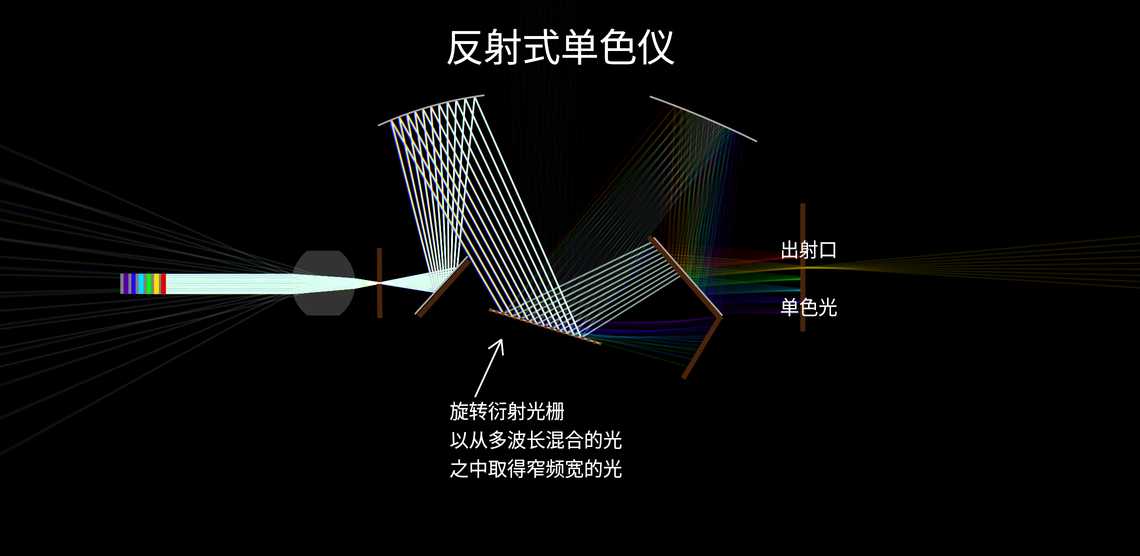 反射式单色仪
出射口
单色光
旋转衍射光栅
以从多波长混合的光
之中取得窄频宽的光